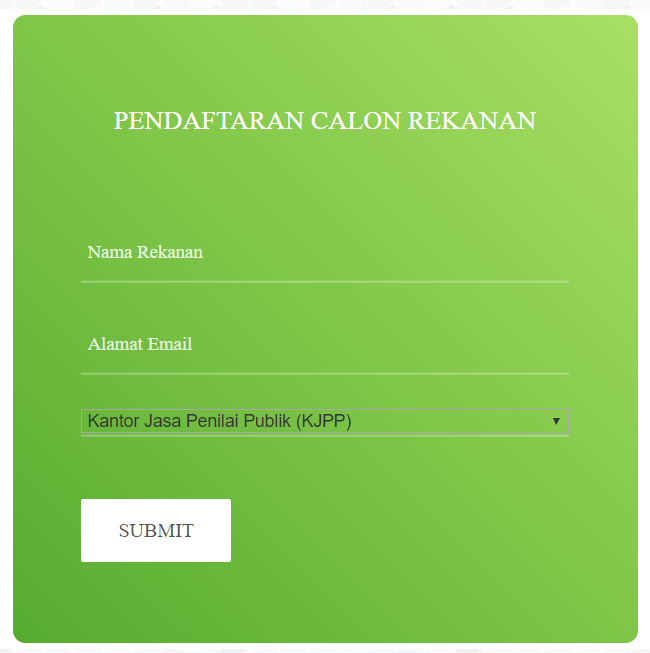 PENDAFTARAN CALON REKANAN
Nama Rekanan
Alamat Email
Kantor Jasa Penilai Publik (KJPP)
SUBMIT